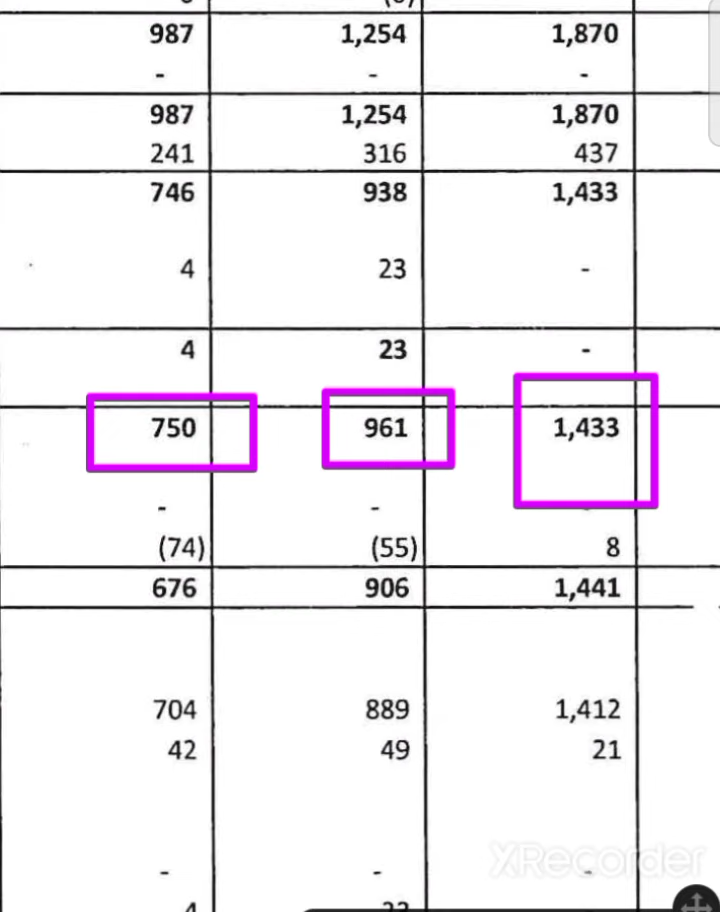 987 1,254 1,870
- - -
987 1,254 1,870
241 316 437
746 938 1,433
4 23 -
4 23 -
750 961 1,433
- - -
(74) (55) 8
676 906 1,441
704 889 1,412
42 49 21
- - -
XRecorder